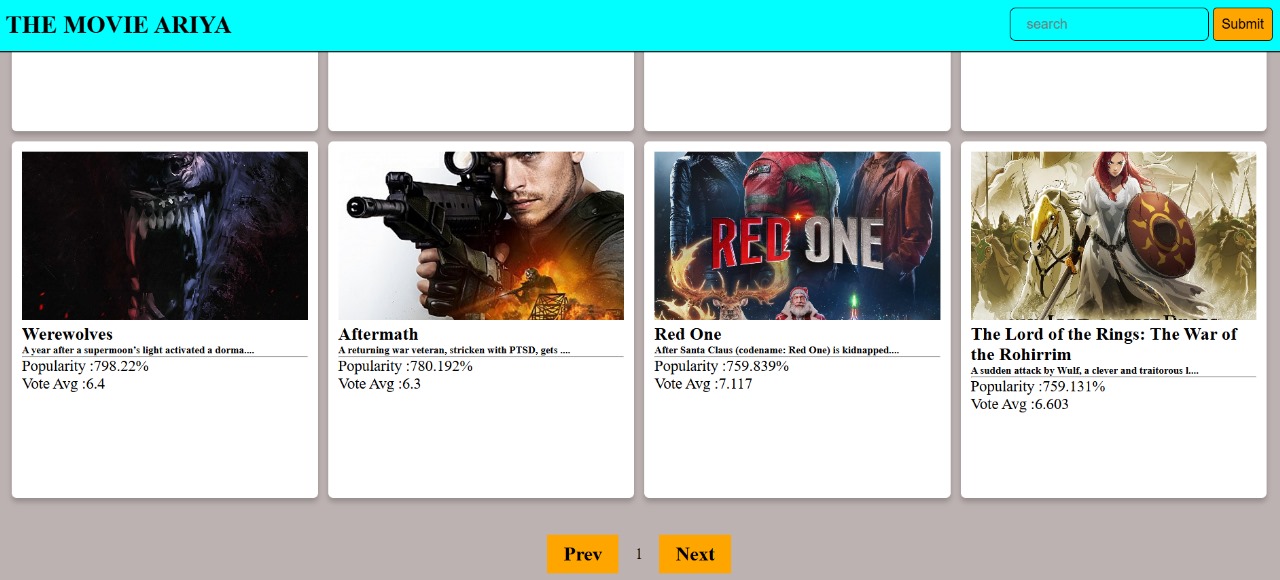 THE MOVIE ARIYA
search
Submit
RED ONE
Werewolves
A year after a supermoon’s light activated a dorma....
Popularity :798.22%
Vote Avg :6.4
Aftermath
A returning war veteran, stricken with PTSD, gets ....
Popularity :780.192%
Vote Avg :6.3
Red One
After Santa Claus (codename: Red One) is kidnapped....
Popularity :759.839%
Vote Avg :7.117
The Lord of the Rings: The War of
the Rohirrim
A sudden attack by Wulf, a clever and traitorous l....
Popularity :759.131%
Vote Avg :6.603
Prev
1
Next